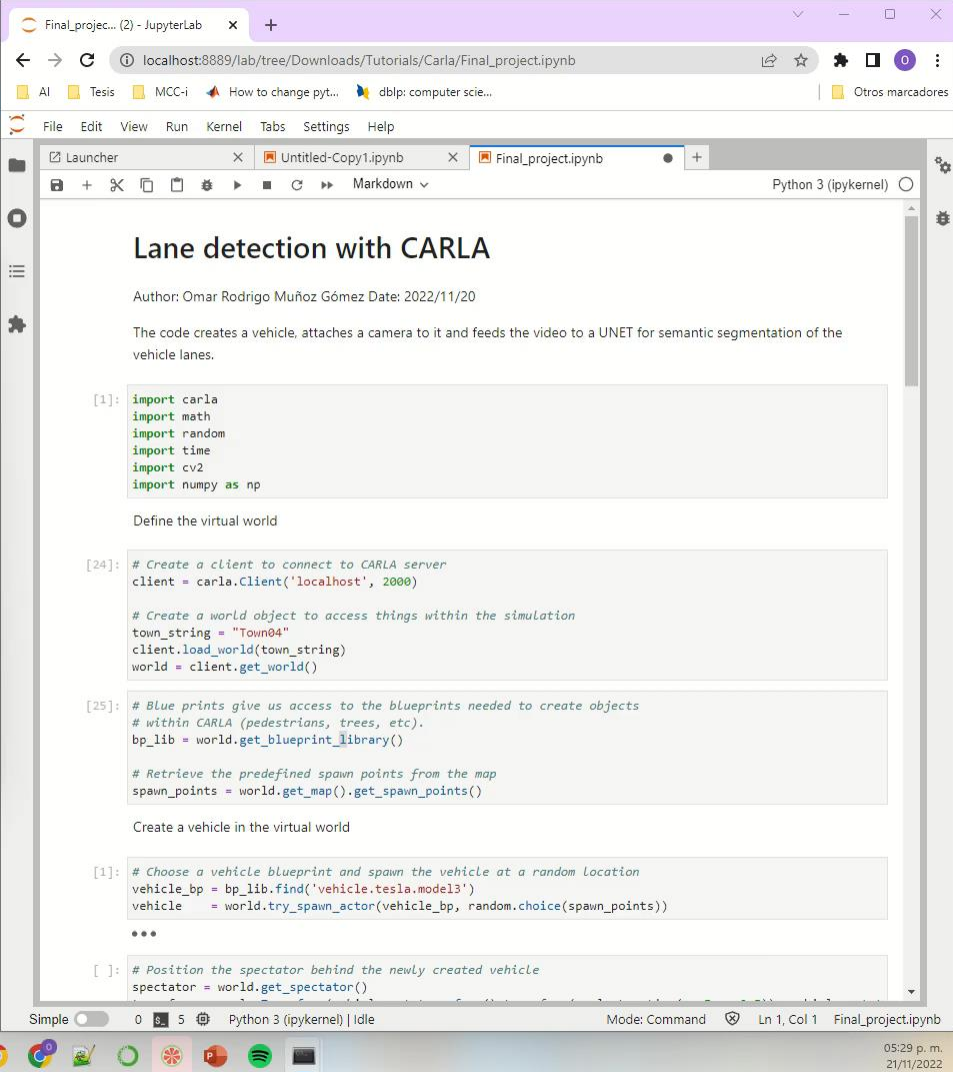 Final_projec... (2) - JupyterLab
localhost:8889/lab/tree/Downloads/Tutorials/Carla/Final_project.ipynb
O
AI Tesis MCC-i How to change pyt... dblp: computer scie... Otros marcadores
File Edit View Run Kernel Tabs Settings Help
Launcher Untitled-Copy1.ipynb Final_project.ipynb
Markdown Python 3 (ipykernel)
Lane detection with CARLA
Author: Omar Rodrigo Muñoz Gómez Date: 2022/11/20
The code creates a vehicle, attaches a camera to it and feeds the video to a UNET for semantic segmentation of the
vehicle lanes.
[1]: import carla
import math
import random
import time
import cv2
import numpy as np
Define the virtual world
[24]: # Create a client to connect to CARLA server
client = carla.Client('localhost', 2000)
# Create a world object to access things within the simulation
town_string = "Town04"
client.load_world(town_string)
world = client.get_world()
[25]: # Blue prints give us access to the blueprints needed to create objects
# within CARLA (pedestrians, trees, etc).
bp_lib = world.get_blueprint_library()
# Retrieve the predefined spawn points from the map
spawn_points = world.get_map().get_spawn_points()
Create a vehicle in the virtual world
[1]: # Choose a vehicle blueprint and spawn the vehicle at a random location
vehicle_bp = bp_lib.find('vehicle.tesla.model3')
vehicle    = world.try_spawn_actor(vehicle_bp, random.choice(spawn_points))
[ ]: # Position the spectator behind the newly created vehicle
spectator = world.get_spectator()
Simple 0 5 Python 3 (ipykernel) | Idle Mode: Command Ln 1, Col 1 Final_project.ipynb
05:29 p. m.
21/11/2022